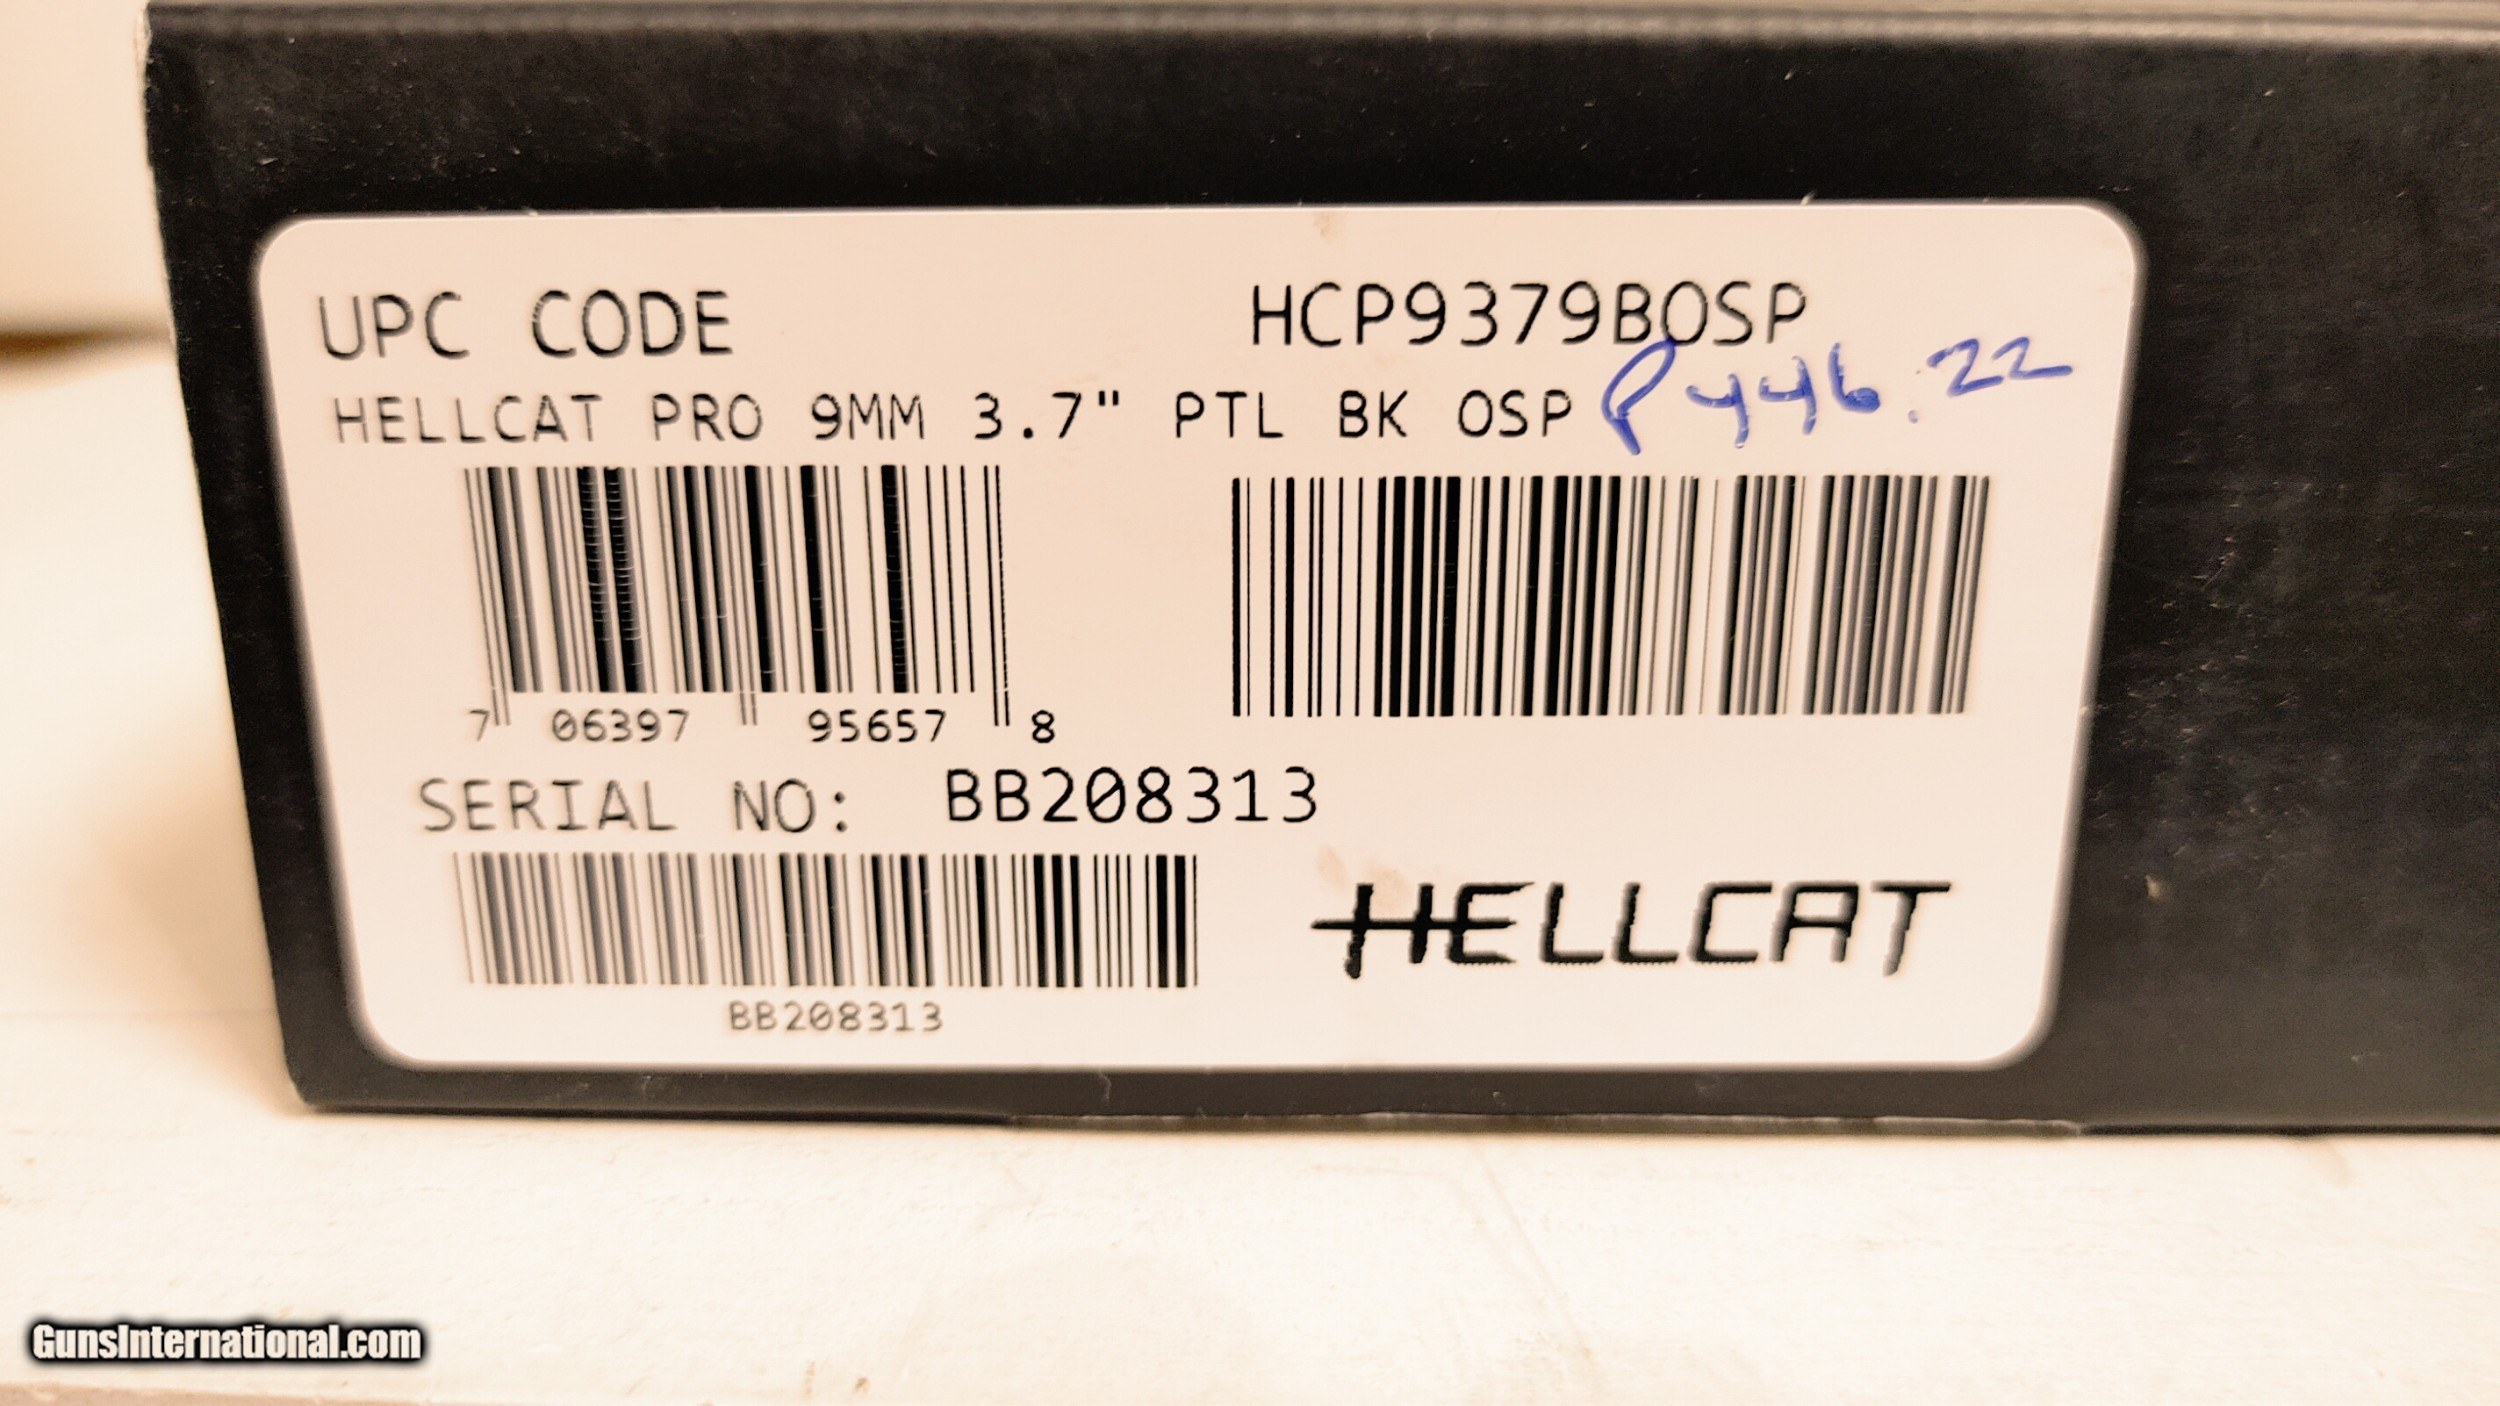 UPC CODE HCP9379BOSP
HELLCAT PRO 9MM 3.7" PTL BK OSP P446.22
7 06397 95657 8
SERIAL NO: BB208313
BB208313
HELLCAT
GunsInternational.com